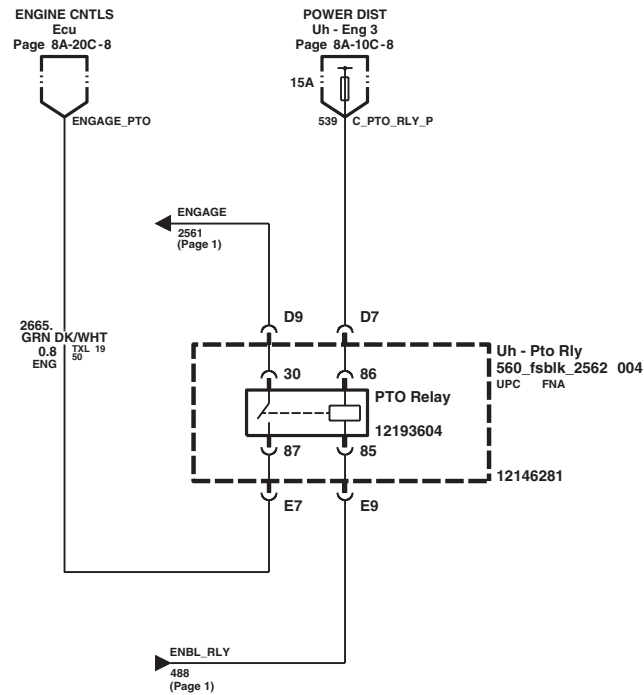 ENGINE CNTLS
Ecu
Page 8A-20C-8
ENGAGE_PTO
POWER DIST
Uh - Eng 3
Page 8A-10C-8
15A
539 C_PTO_RLY_P
ENGAGE
2561
(Page 1)
2665.
GRN DK/WHT
0.8 TXL 19
ENG 50
D9 D7
30 86
PTO Relay
12193604
87 85
Uh - Pto Rly
560_fsblk_2562 004
UPC FNA
12146281
E7 E9
ENBL_RLY
488
(Page 1)